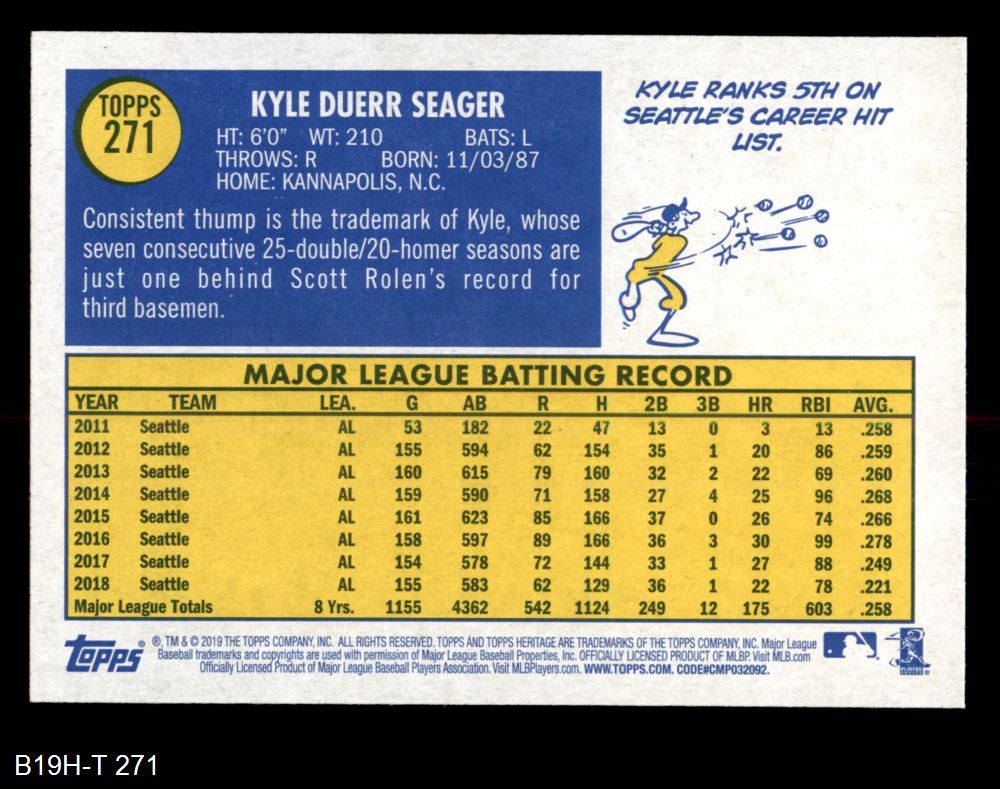 TOPPS
271
KYLE DUERR SEAGER
HT: 6'0" WT: 210 BATS: L
THROWS: R BORN: 11/03/87
HOME: KANNAPOLIS, N.C.
Consistent thump is the trademark of Kyle, whose
seven consecutive 25-double/20-homer seasons are
just one behind Scott Rolen's record for
third basemen.
KYLE RANKS 5TH ON
SEATTLE'S CAREER HIT
LIST.
MAJOR LEAGUE BATTING RECORD
YEAR TEAM LEA. G AB R H 2B 3B HR RBI AVG.
2011 Seattle AL 53 182 22 47 13 0 3 13 .258
2012 Seattle AL 155 594 62 154 35 1 20 86 .259
2013 Seattle AL 160 615 79 160 32 2 22 69 .260
2014 Seattle AL 159 590 71 158 27 4 25 96 .268
2015 Seattle AL 161 623 85 166 37 0 26 74 .266
2016 Seattle AL 158 597 89 166 36 3 30 99 .278
2017 Seattle AL 154 578 72 144 33 1 27 88 .249
2018 Seattle AL 155 583 62 129 36 1 22 78 .221
Major League Totals 8 Yrs. 1155 4362 542 1124 249 12 175 603 .258
Topps ®
®, TM & © 2019 THE TOPPS COMPANY, INC. ALL RIGHTS RESERVED. TOPPS AND TOPPS HERITAGE ARE TRADEMARKS OF THE TOPPS COMPANY, INC. Major League
Baseball trademarks and copyrights are used with permission of Major League Baseball Properties, Inc. OFFICIALLY LICENSED PRODUCT OF MLBP. Visit MLB.com
Officially Licensed Product of Major League Baseball Players Association. Visit MLBPlayers.com. WWW.TOPPS.COM. CODE#CMP032092.
B19H-T 271